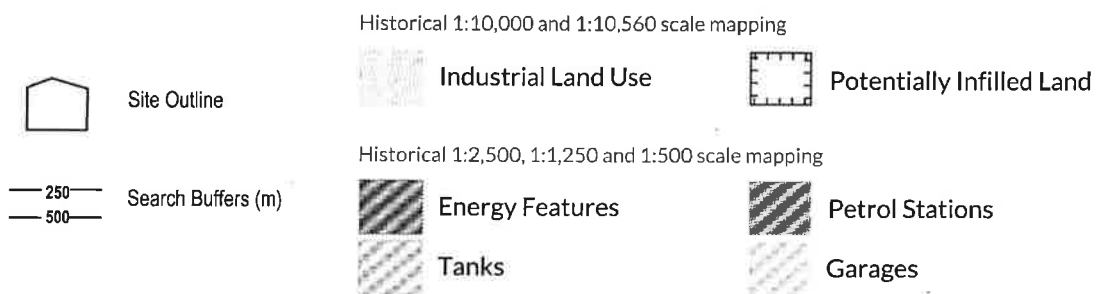 Historical 1:10,000 and 1:10,560 scale mapping
Industrial Land Use
Potentially Infilled Land
Site Outline
Historical 1:2,500, 1:1,250 and 1:500 scale mapping
250
500
Search Buffers (m)
Energy Features
Petrol Stations
Tanks
Garages